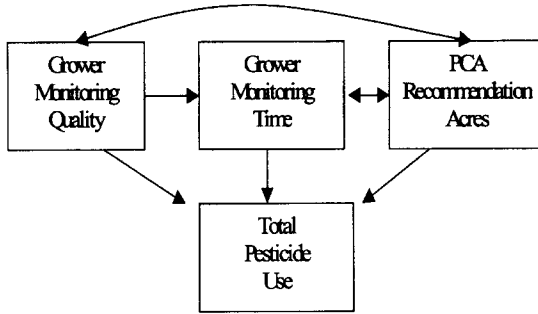 Grower
Monitoring
Quality
Grower
Monitoring
Time
PCA
Recommendation
Acres
Total
Pesticide
Use